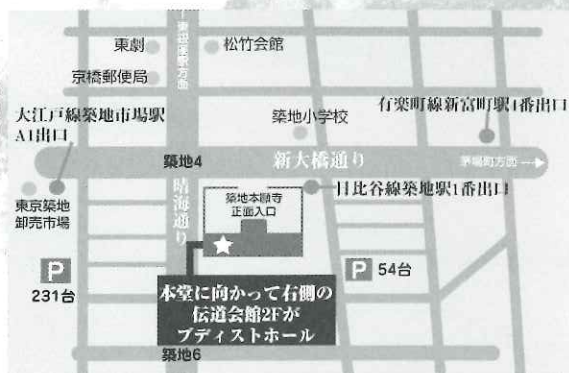 東銀座駅方面
東劇
松竹会館
京橋郵便局
大江戸線築地市場駅
A1出口
築地小学校
有楽町線新富町駅4番出口
築地4
新大橋通り
茅場町方面
日比谷線築地駅1番出口
晴海通り
築地本願寺
正面入口
東京築地
卸売市場
P
231台
P 54台
本堂に向かって右側の
伝道会館2Fが
ブディストホール
築地6